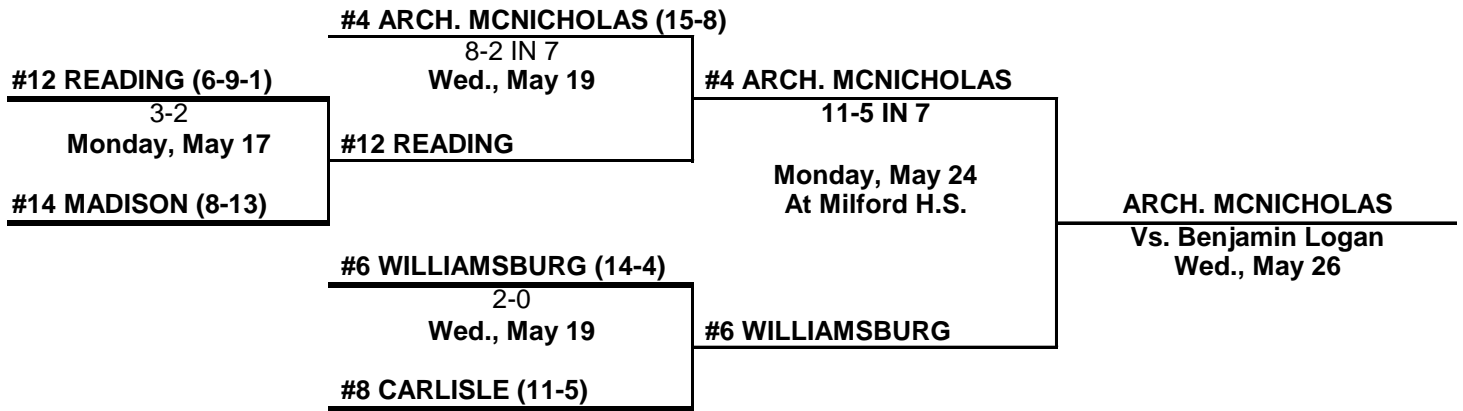 #4 ARCH. MCNICHOLAS (15-8)
8-2 IN 7
#12 READING (6-9-1)
Wed., May 19
#4 ARCH. MCNICHOLAS
3-2
11-5 IN 7
Monday, May 17
#12 READING
Monday, May 24
#14 MADISON (8-13)
At Milford H.S.
ARCH. MCNICHOLAS
Vs. Benjamin Logan
#6 WILLIAMSBURG (14-4)
Wed., May 26
2-0
Wed., May 19
#6 WILLIAMSBURG
#8 CARLISLE (11-5)